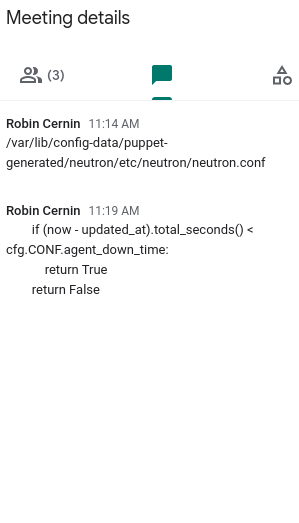 Meeting details
(3)
Robin Cernin 11:14 AM
/var/lib/config-data/puppet-
generated/neutron/etc/neutron/neutron.conf
Robin Cernin 11:19 AM
if (now - updated_at).total_seconds() <
cfg.CONF.agent_down_time:
return True
return False